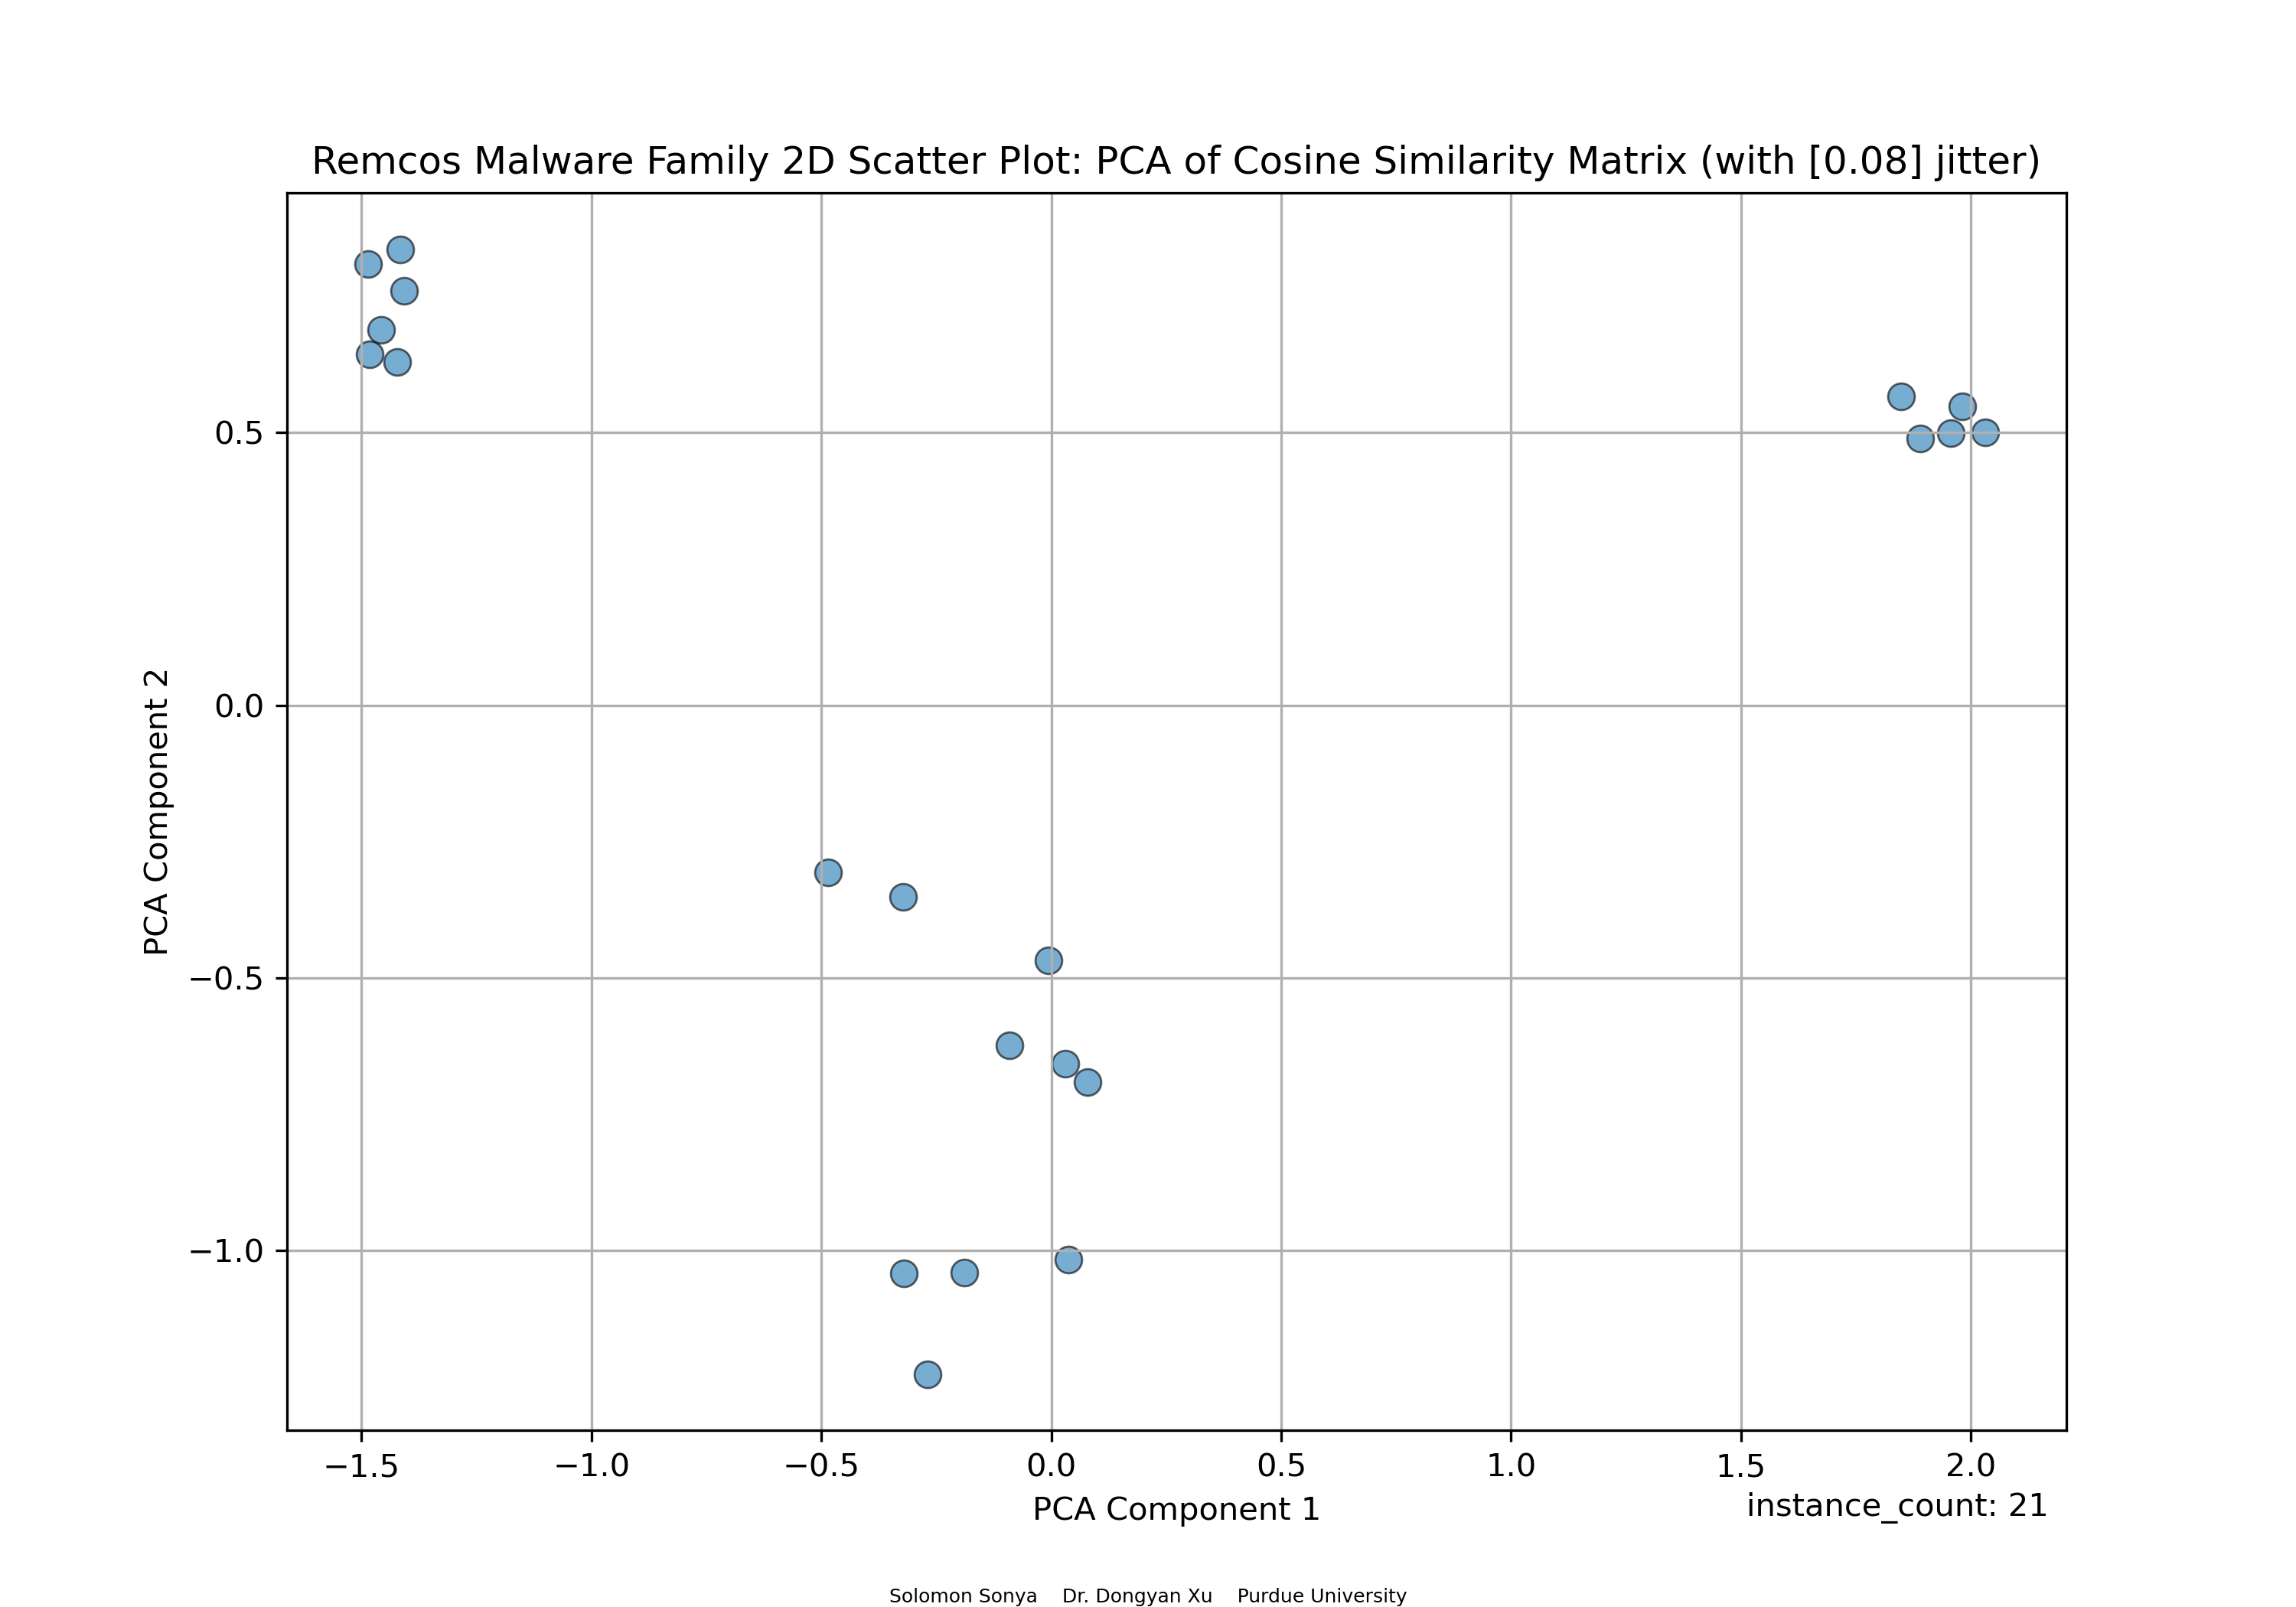 Remcos Malware Family 2D Scatter Plot: PCA of Cosine Similarity Matrix (with [0.08] jitter)
PCA Component 2
0.5
0.0
−0.5
−1.0
−1.5 −1.0 −0.5 0.0 0.5 1.0 1.5 2.0
PCA Component 1
instance_count: 21
Solomon Sonya Dr. Dongyan Xu Purdue University